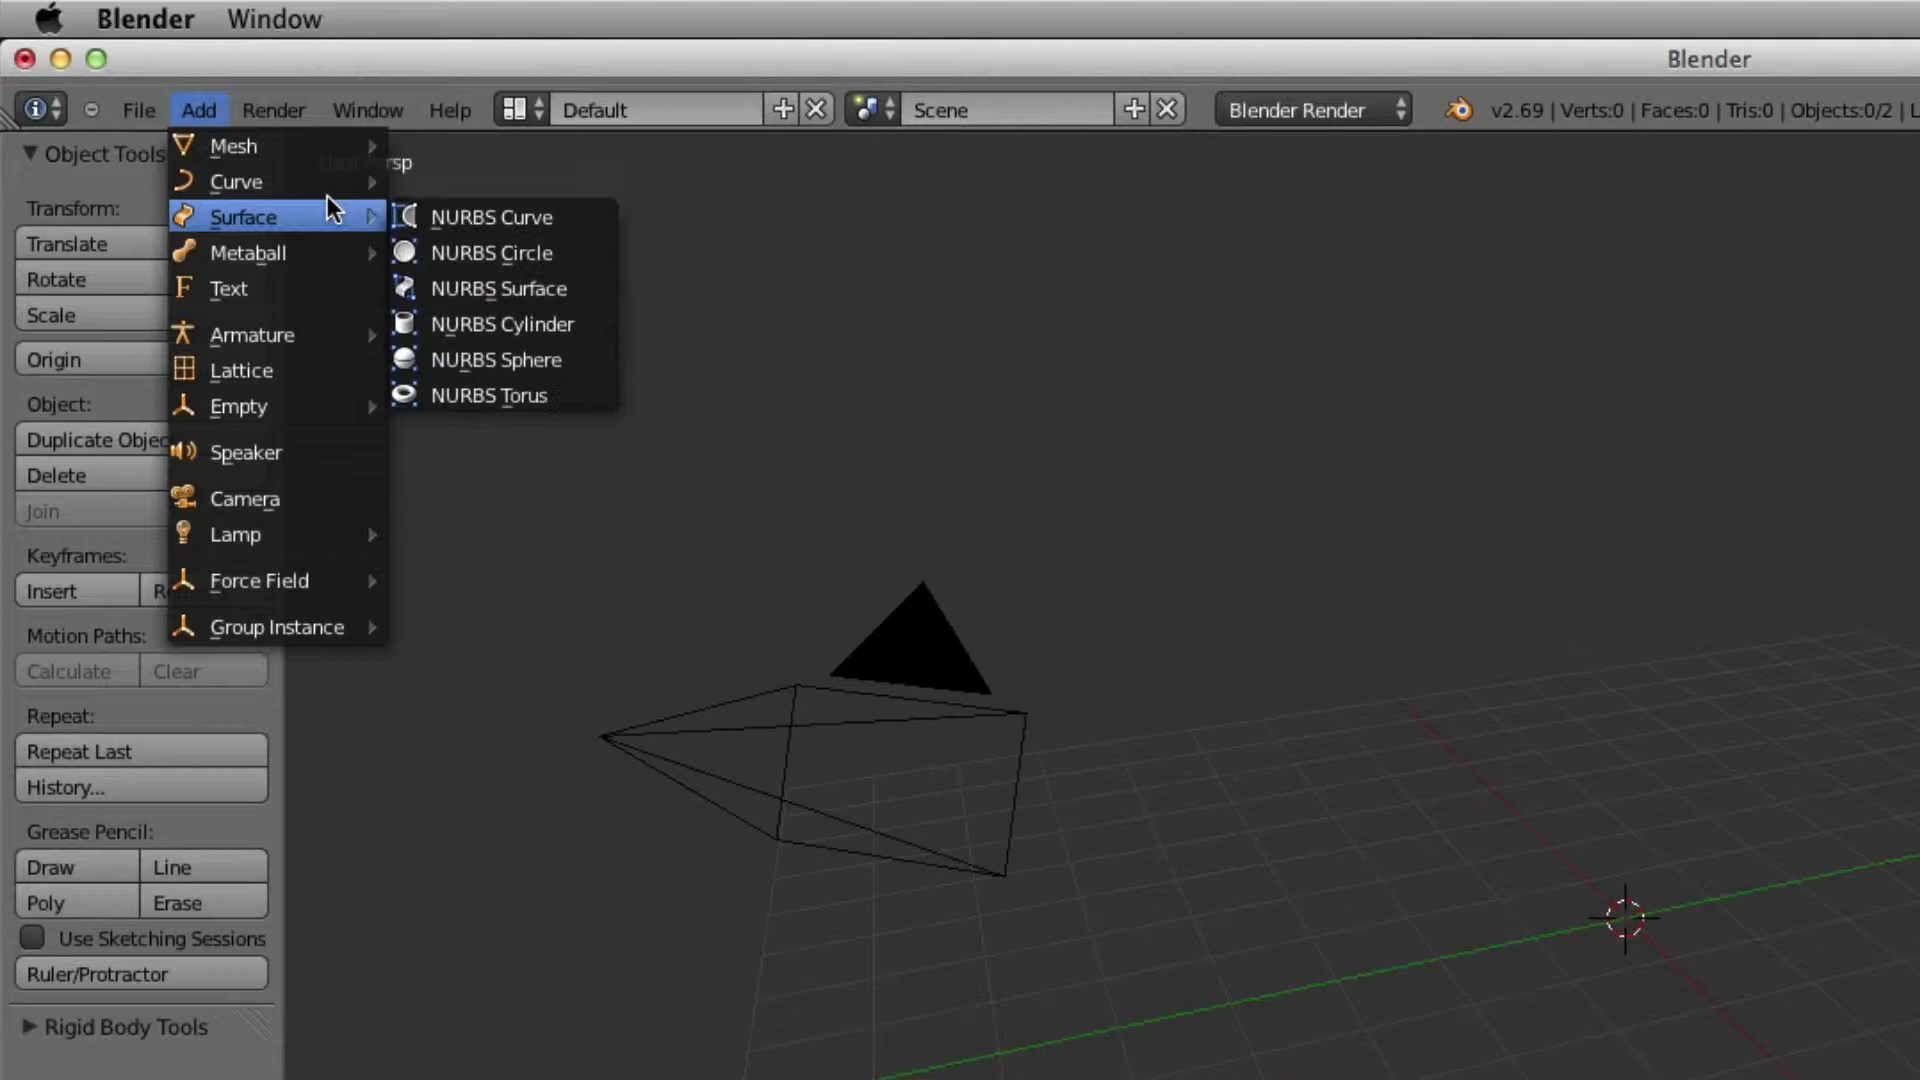 Blender Window
Blender
File Add Render Window Help Default Scene Blender Render v2.69 | Verts:0 | Faces:0 | Tris:0 | Objects:0/2 | L
Object Tools
Transform:
Translate
Rotate
Scale
Origin
Object:
Duplicate Objec
Delete
Join
Keyframes:
Insert
Motion Paths:
Calculate Clear
Repeat:
Repeat Last
History...
Grease Pencil:
Draw Line
Poly Erase
Use Sketching Sessions
Ruler/Protractor
Rigid Body Tools
Mesh
Curve
Surface
Metaball
Text
Armature
Lattice
Empty
Speaker
Camera
Lamp
Force Field
Group Instance
NURBS Curve
NURBS Circle
NURBS Surface
NURBS Cylinder
NURBS Sphere
NURBS Torus